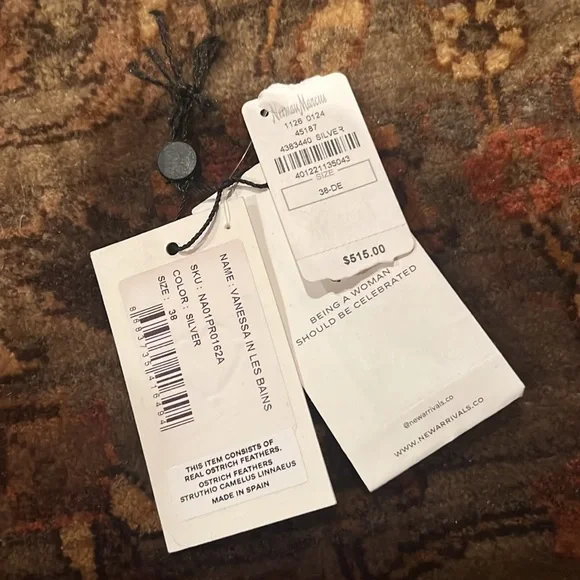 Neiman Marcus
1126 0124
45187
4383440 SILVER
401221135043
SIZE
38-DE
$515.00
BEING A WOMAN
SHOULD BE CELEBRATED
@newarrivals.co
WWW.NEWARRIVALS.CO
NAME : VANESSA IN LES BAINS
SKU : NA01PR0162A
COLOR : SILVER
SIZE : 38
THIS ITEM CONSISTS OF
REAL OSTRICH FEATHERS.
OSTRICH FEATHERS
STRUTHIO CAMELUS LINNAEUS
MADE IN SPAIN